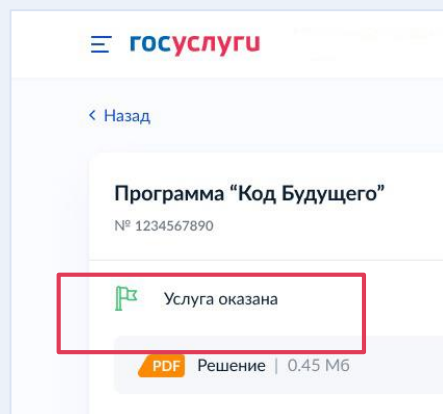 госуслуги
Назад
Программа “Код Будущего”
№ 1234567890
Услуга оказана
PDF Решение | 0.45 Мб